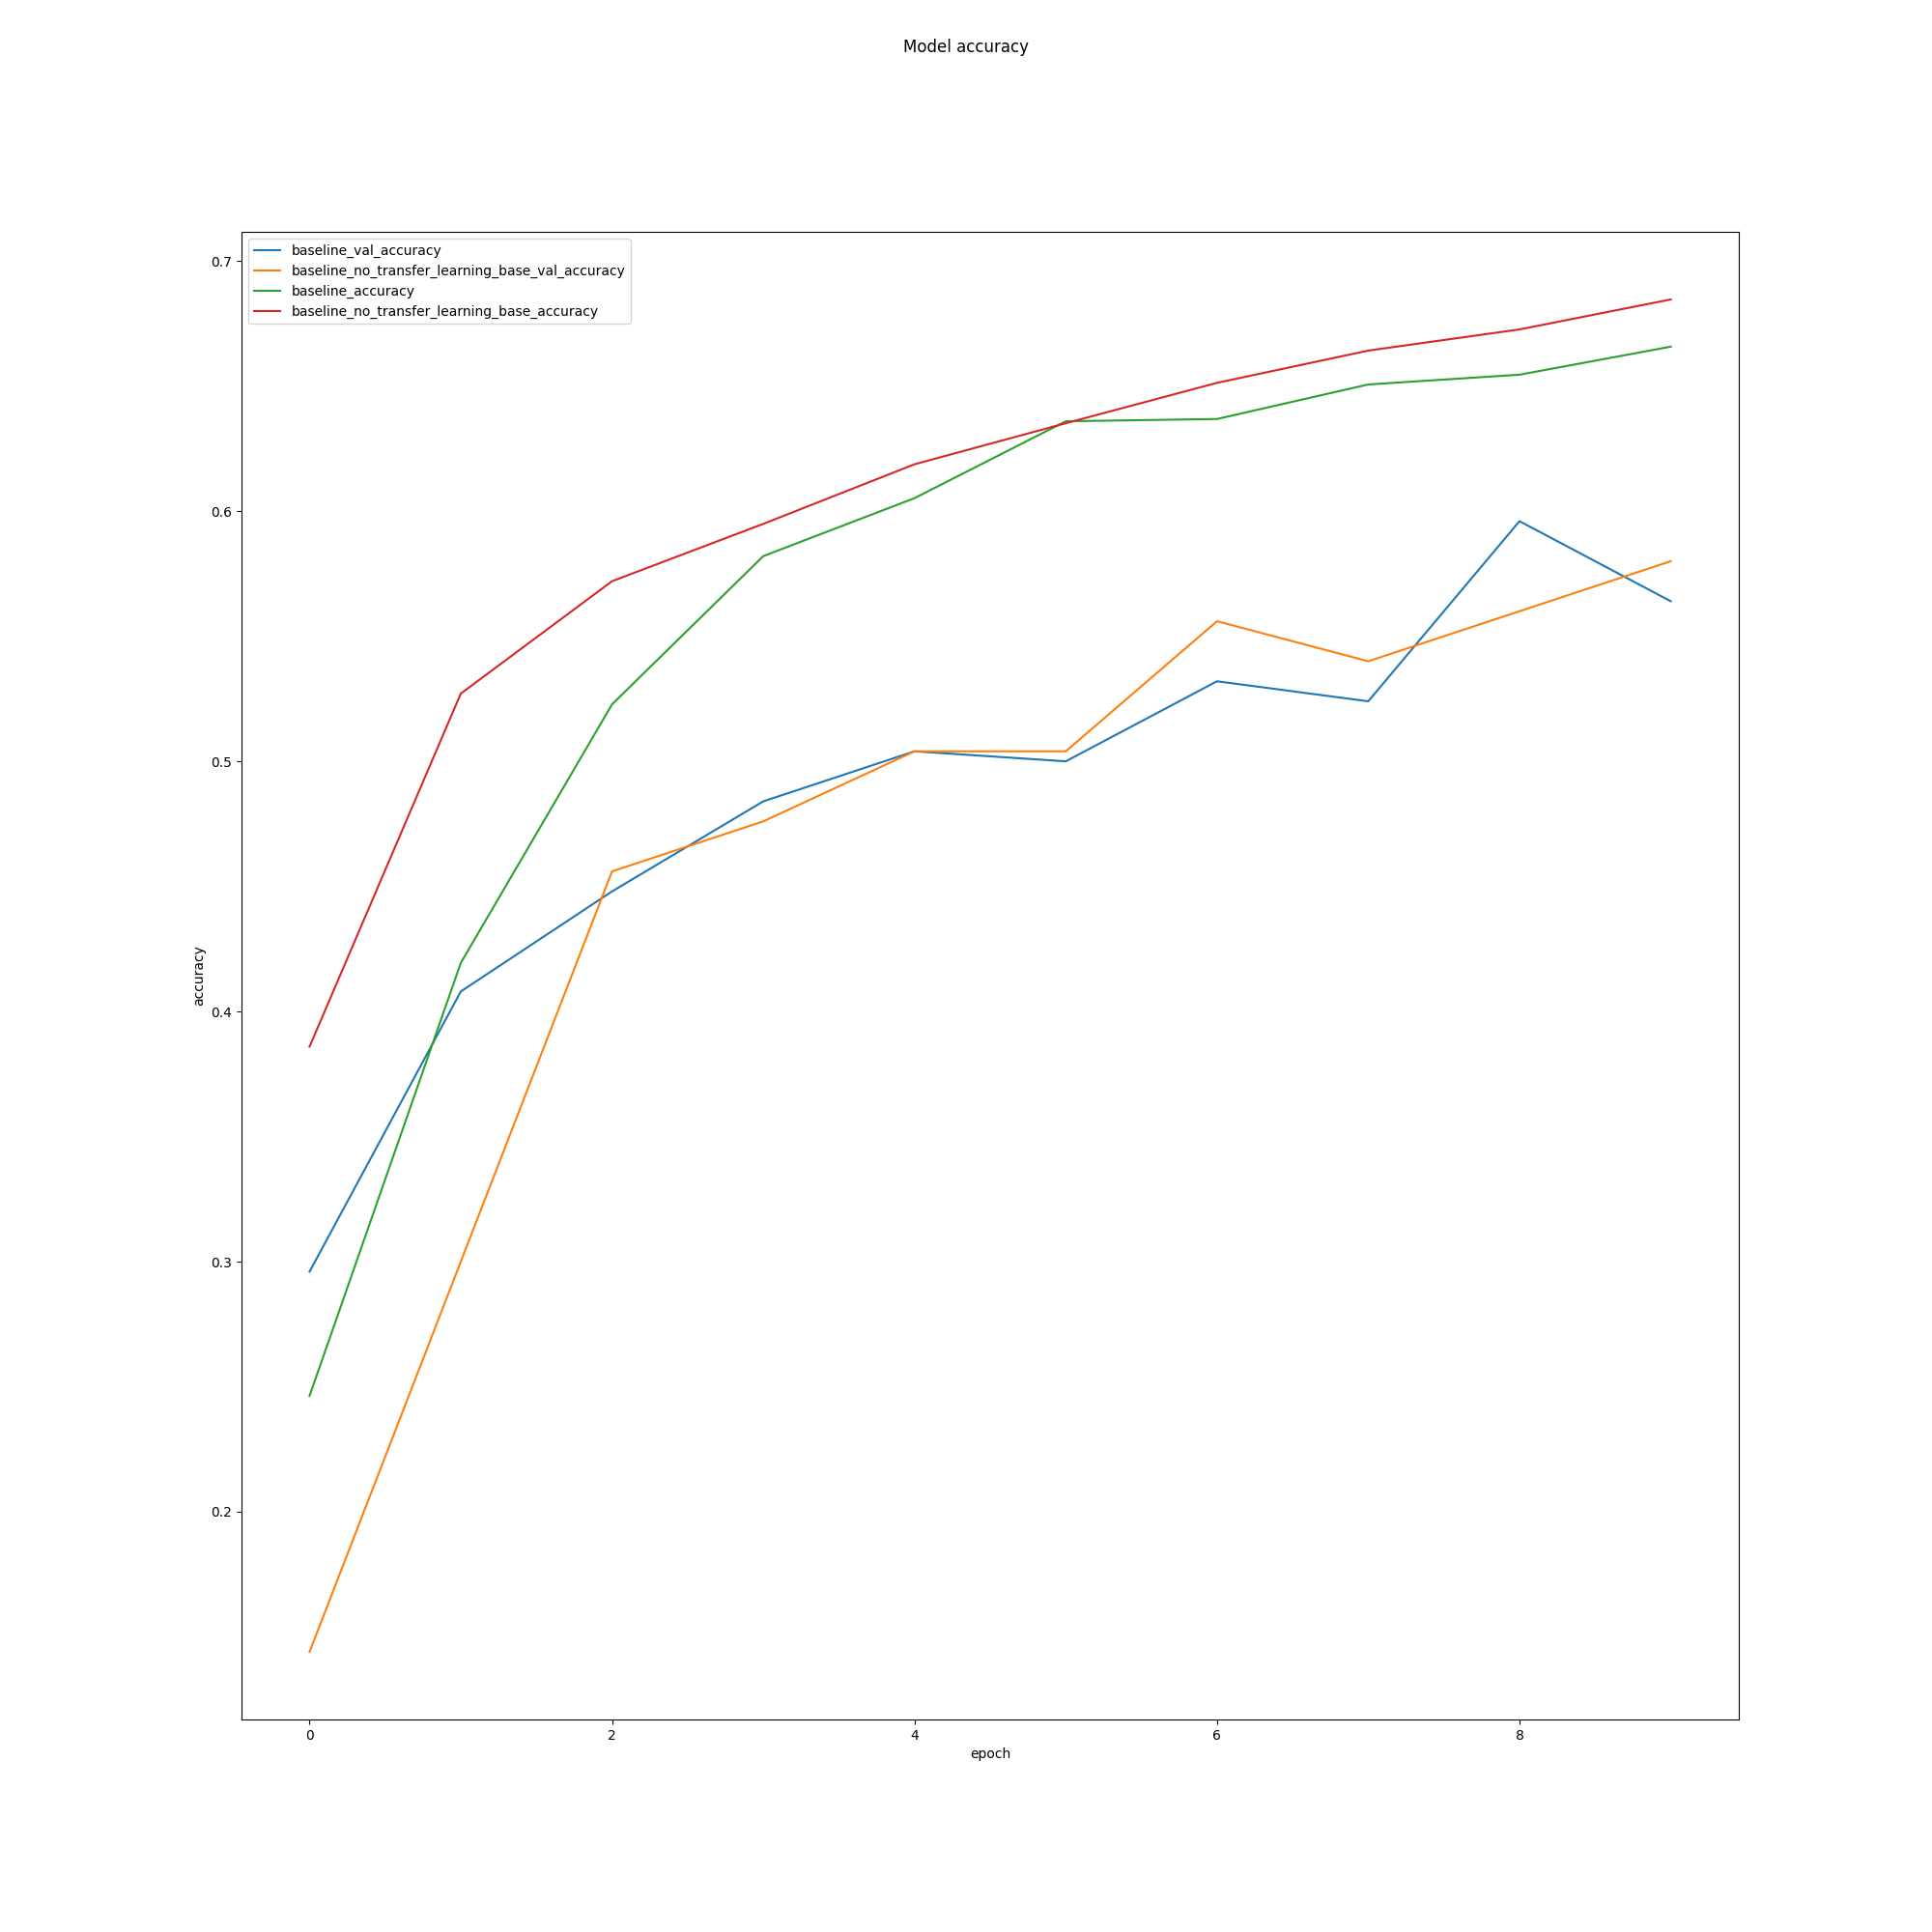 Model accuracy
baseline_val_accuracy
baseline_no_transfer_learning_base_val_accuracy
baseline_accuracy
baseline_no_transfer_learning_base_accuracy
0.7
0.6
0.5
0.4
0.3
0.2
accuracy
0 2 4 6 8
epoch